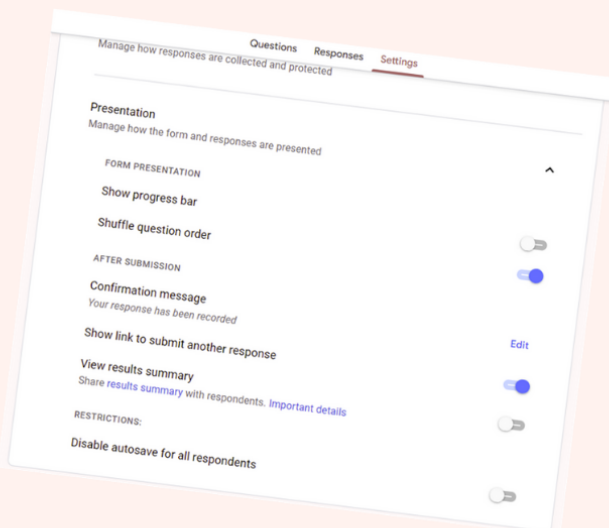 Questions Responses Settings
Manage how responses are collected and protected
Presentation
Manage how the form and responses are presented
FORM PRESENTATION
Show progress bar
Shuffle question order
AFTER SUBMISSION
Confirmation message
Your response has been recorded
Edit
Show link to submit another response
View results summary
Share results summary with respondents. Important details
RESTRICTIONS:
Disable autosave for all respondents